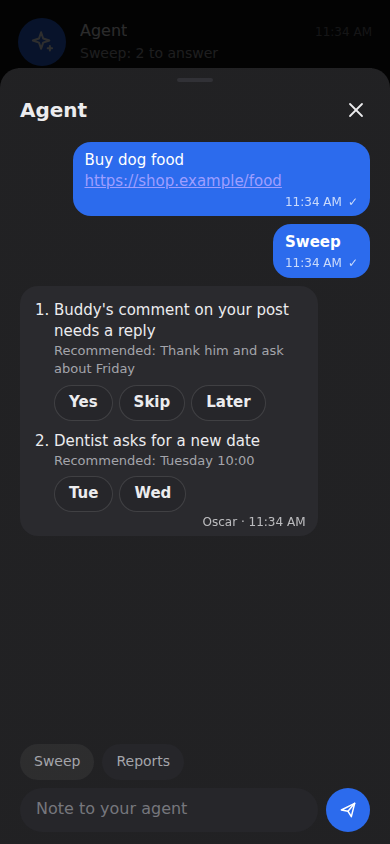 Agent
11:34 AM
Sweep: 2 to answer
Agent
Buy dog food
https://shop.example/food
11:34 AM ✓
Sweep
11:34 AM ✓
1. Buddy's comment on your post
needs a reply
Recommended: Thank him and ask
about Friday
Yes Skip Later
2. Dentist asks for a new date
Recommended: Tuesday 10:00
Tue Wed
Oscar · 11:34 AM
Sweep Reports
Note to your agent